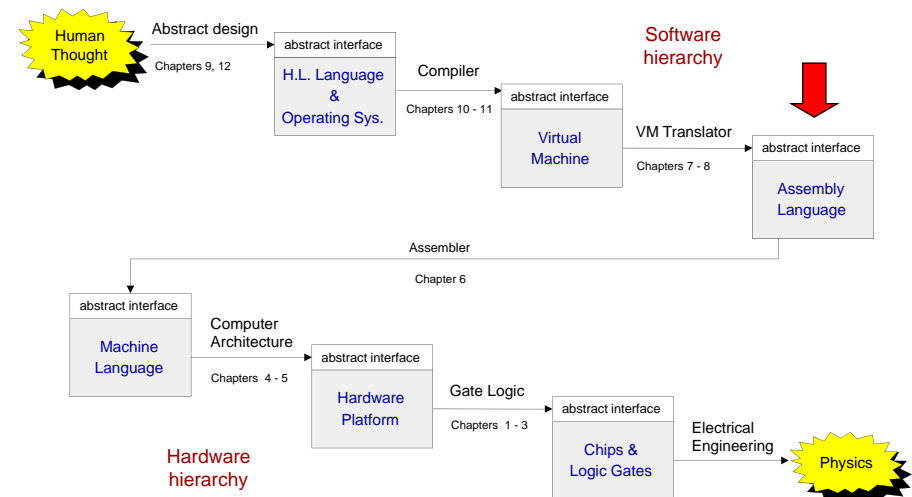 Human
Thought
Abstract design
Chapters 9, 12
abstract interface
H.L. Language
&
Operating Sys.
Compiler
Chapters 10 - 11
abstract interface
Virtual
Machine
Software
hierarchy
VM Translator
Chapters 7 - 8
abstract interface
Assembly
Language
Assembler
Chapter 6
abstract interface
Machine
Language
Computer
Architecture
Chapters 4 - 5
abstract interface
Hardware
Platform
Gate Logic
Chapters 1 - 3
abstract interface
Chips &
Logic Gates
Electrical
Engineering
Physics
Hardware
hierarchy